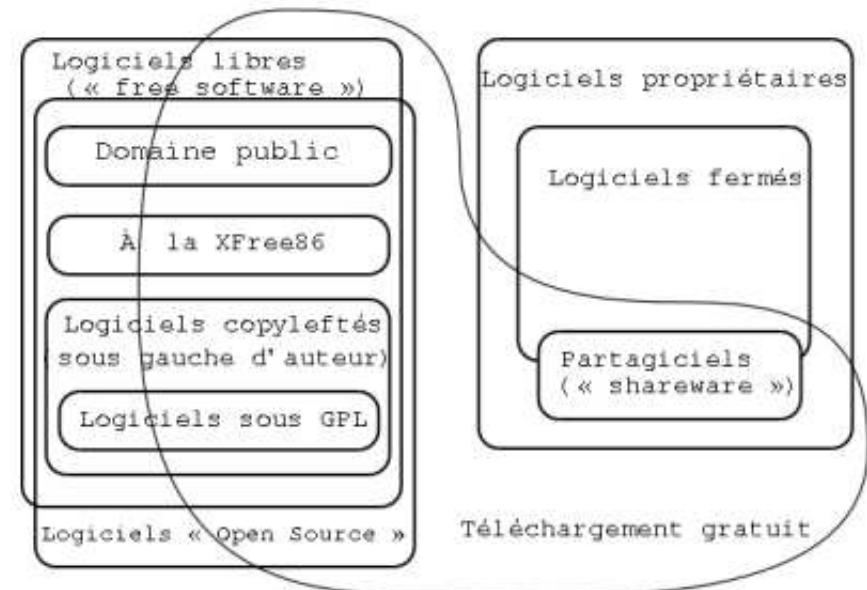 Logiciels libres
(« free software »)
Domaine public
À la XFree86
Logiciels copyleftés
(sous gauche d'auteur)
Logiciels sous GPL
Logiciels « Open Source »
Logiciels propriétaires
Logiciels fermés
Partagiciels
(« shareware »)
Téléchargement gratuit